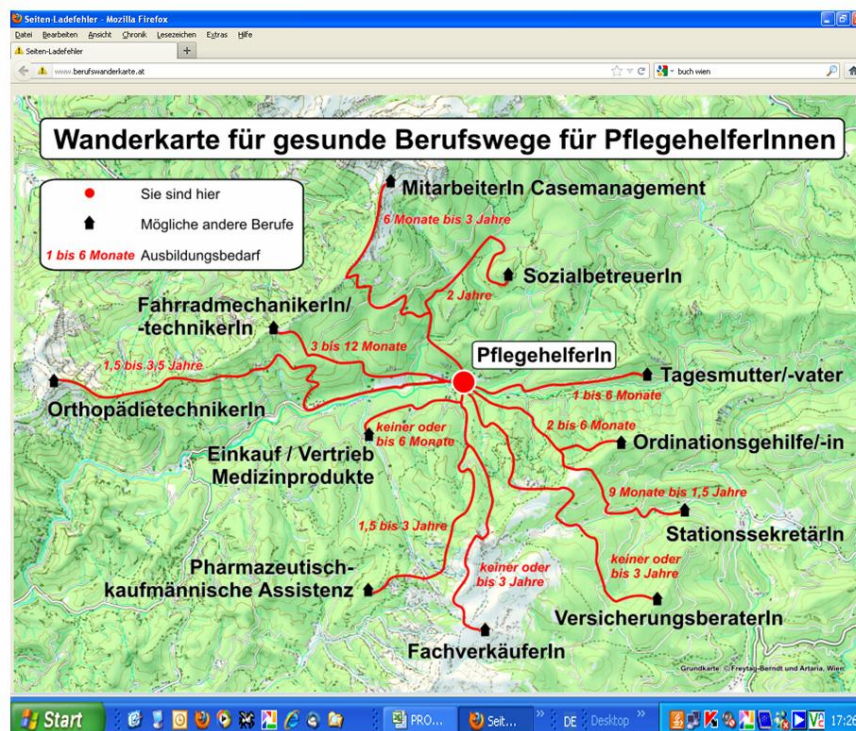 Seiten-Ladefehler - Mozilla Firefox
Datei Bearbeiten Ansicht Chronik Lesezeichen Extras Hilfe
Seiten-Ladefehler
www.berufswanderkarte.at
buch wien
Wanderkarte für gesunde Berufswege für PflegehelferInnen
Sie sind hier
Mögliche andere Berufe
1 bis 6 Monate Ausbildungsbedarf
MitarbeiterIn Casemanagement
6 Monate bis 3 Jahre
SozialbetreuerIn
2 Jahre
FahrradmechanikerIn/
-technikerIn
3 bis 12 Monate
PflegehelferIn
1,5 bis 3,5 Jahre
OrthopädietechnikerIn
Tagesmutter/-vater
1 bis 6 Monate
keiner oder
bis 6 Monate
Einkauf / Vertrieb
Medizinprodukte
2 bis 6 Monate
Ordinationsgehilfe/-in
9 Monate bis 1,5 Jahre
StationssekretärIn
1,5 bis 3 Jahre
Pharmazeutisch-
kaufmännische Assistenz
keiner oder
bis 3 Jahre
FachverkäuferIn
keiner oder
bis 3 Jahre
VersicherungsberaterIn
Grundkarte: © Freytag-Berndt und Artaria, Wien
Start
PRO...
Seit...
DE
Desktop
17:26